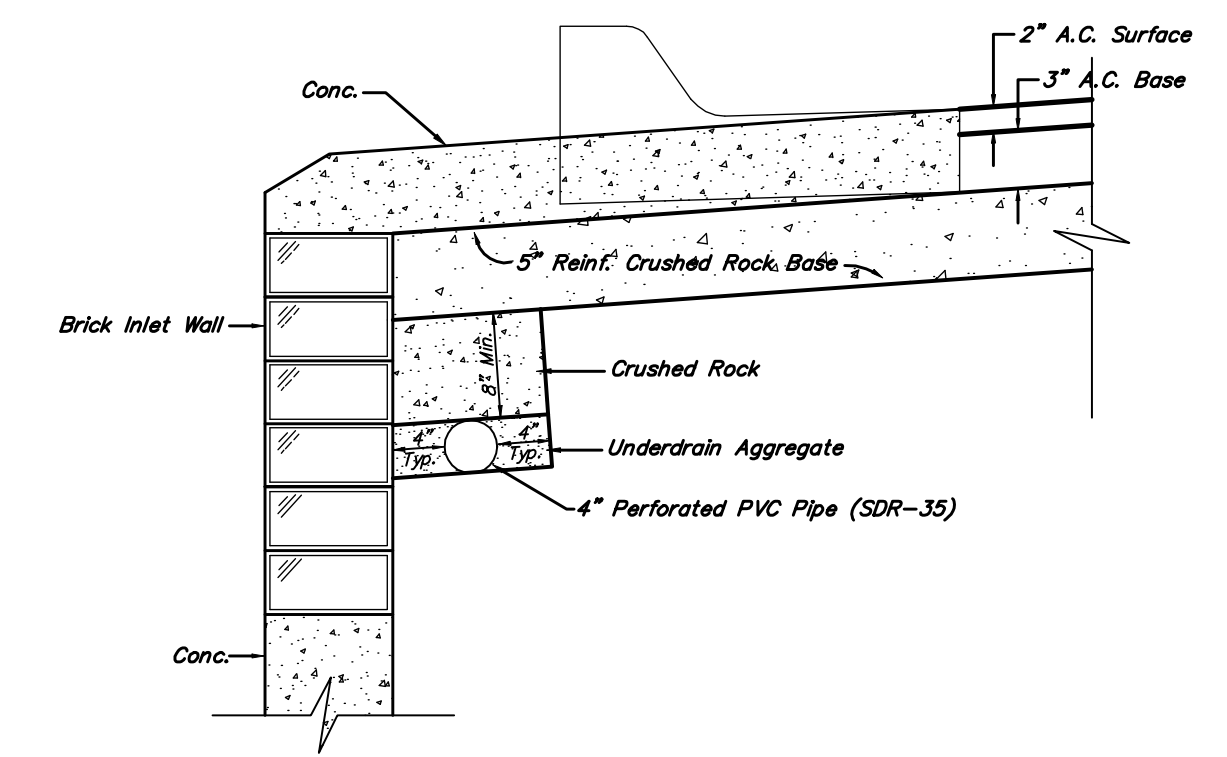 2” A.C. Surface
3” A.C. Base
Conc.
5” Reinf. Crushed Rock Base
Brick Inlet Wall
8” Min.
Crushed Rock
4” Typ.
4” Typ.
Underdrain Aggregate
4” Perforated PVC Pipe (SDR-35)
Conc.